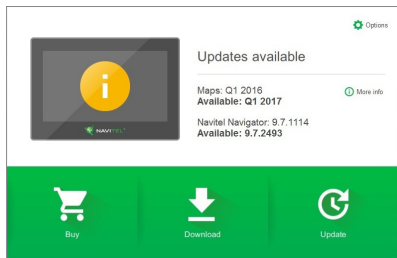 Options
Updates available
Maps: Q1 2016
Available: Q1 2017
More info
Navitel Navigator: 9.7.1114
Available: 9.7.2493
NAVITEL
Buy
Download
Update